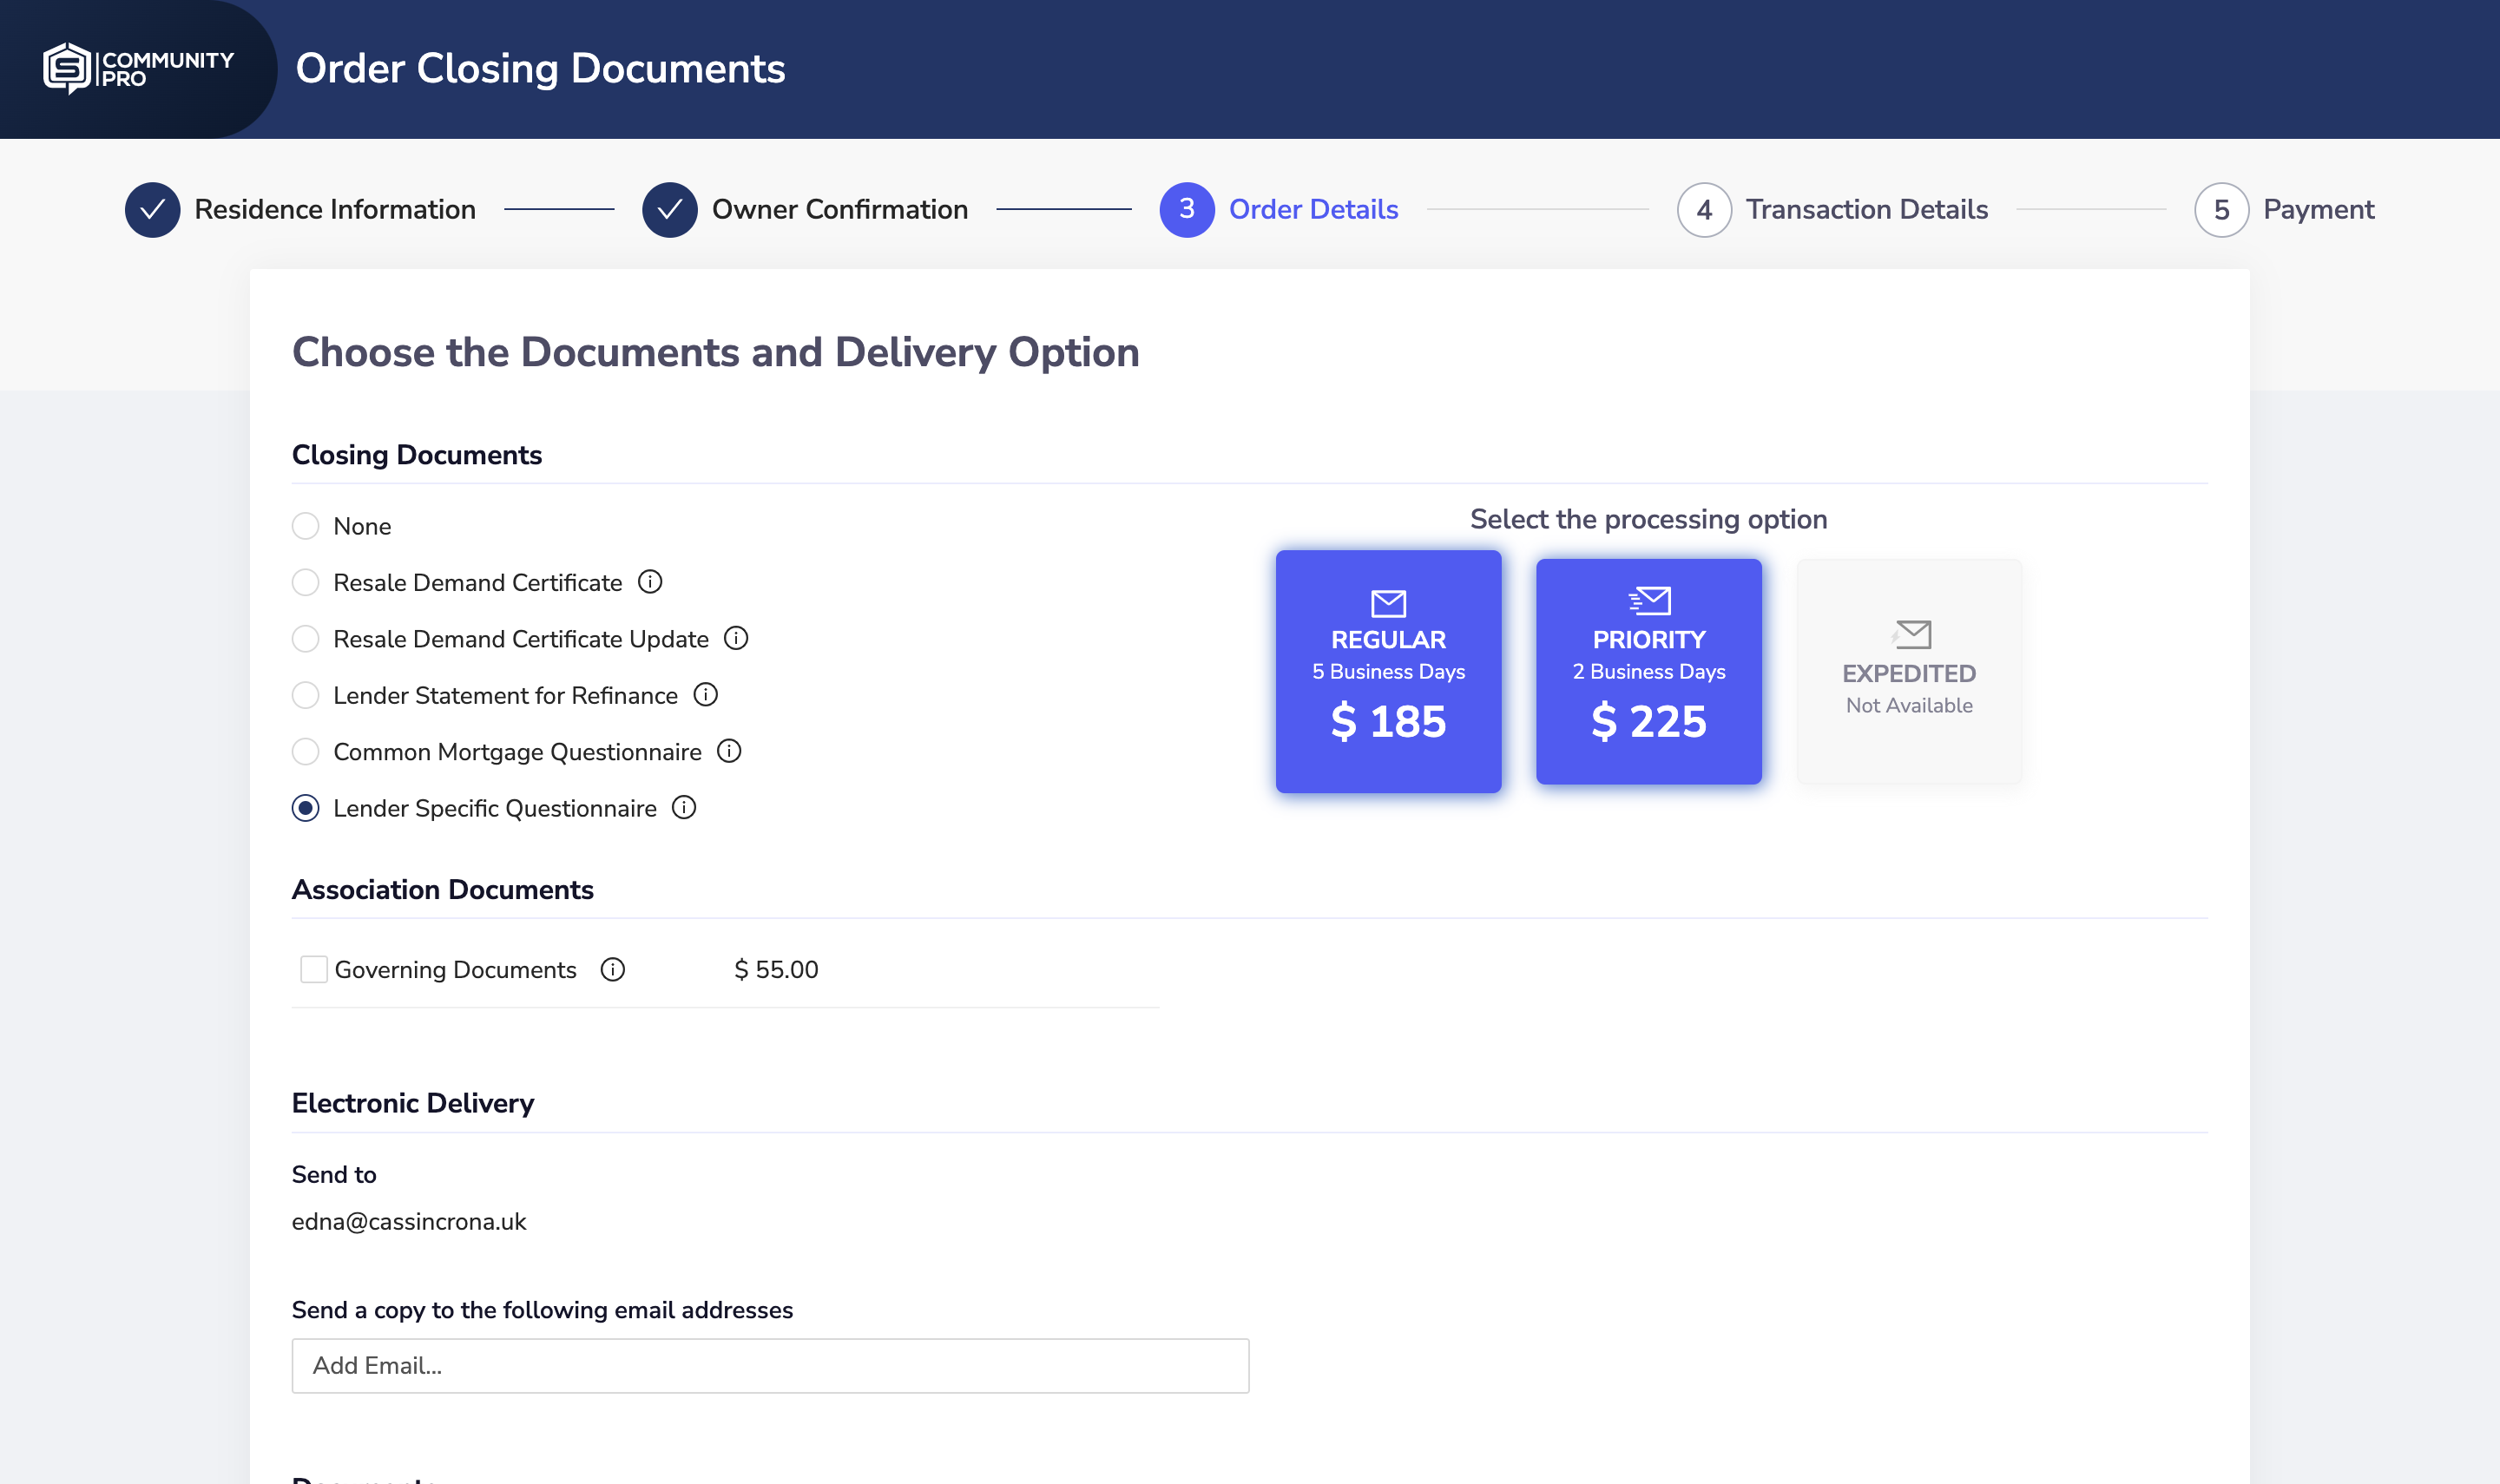 COMMUNITY
PRO
Order Closing Documents
Residence Information
Owner Confirmation
3 Order Details
4 Transaction Details
5 Payment
Choose the Documents and Delivery Option
Closing Documents
None
Resale Demand Certificate
Resale Demand Certificate Update
Lender Statement for Refinance
Common Mortgage Questionnaire
Lender Specific Questionnaire
Select the processing option
REGULAR
5 Business Days
$ 185
PRIORITY
2 Business Days
$ 225
EXPEDITED
Not Available
Association Documents
Governing Documents $ 55.00
Electronic Delivery
Send to
edna@cassincrona.uk
Send a copy to the following email addresses
Add Email...